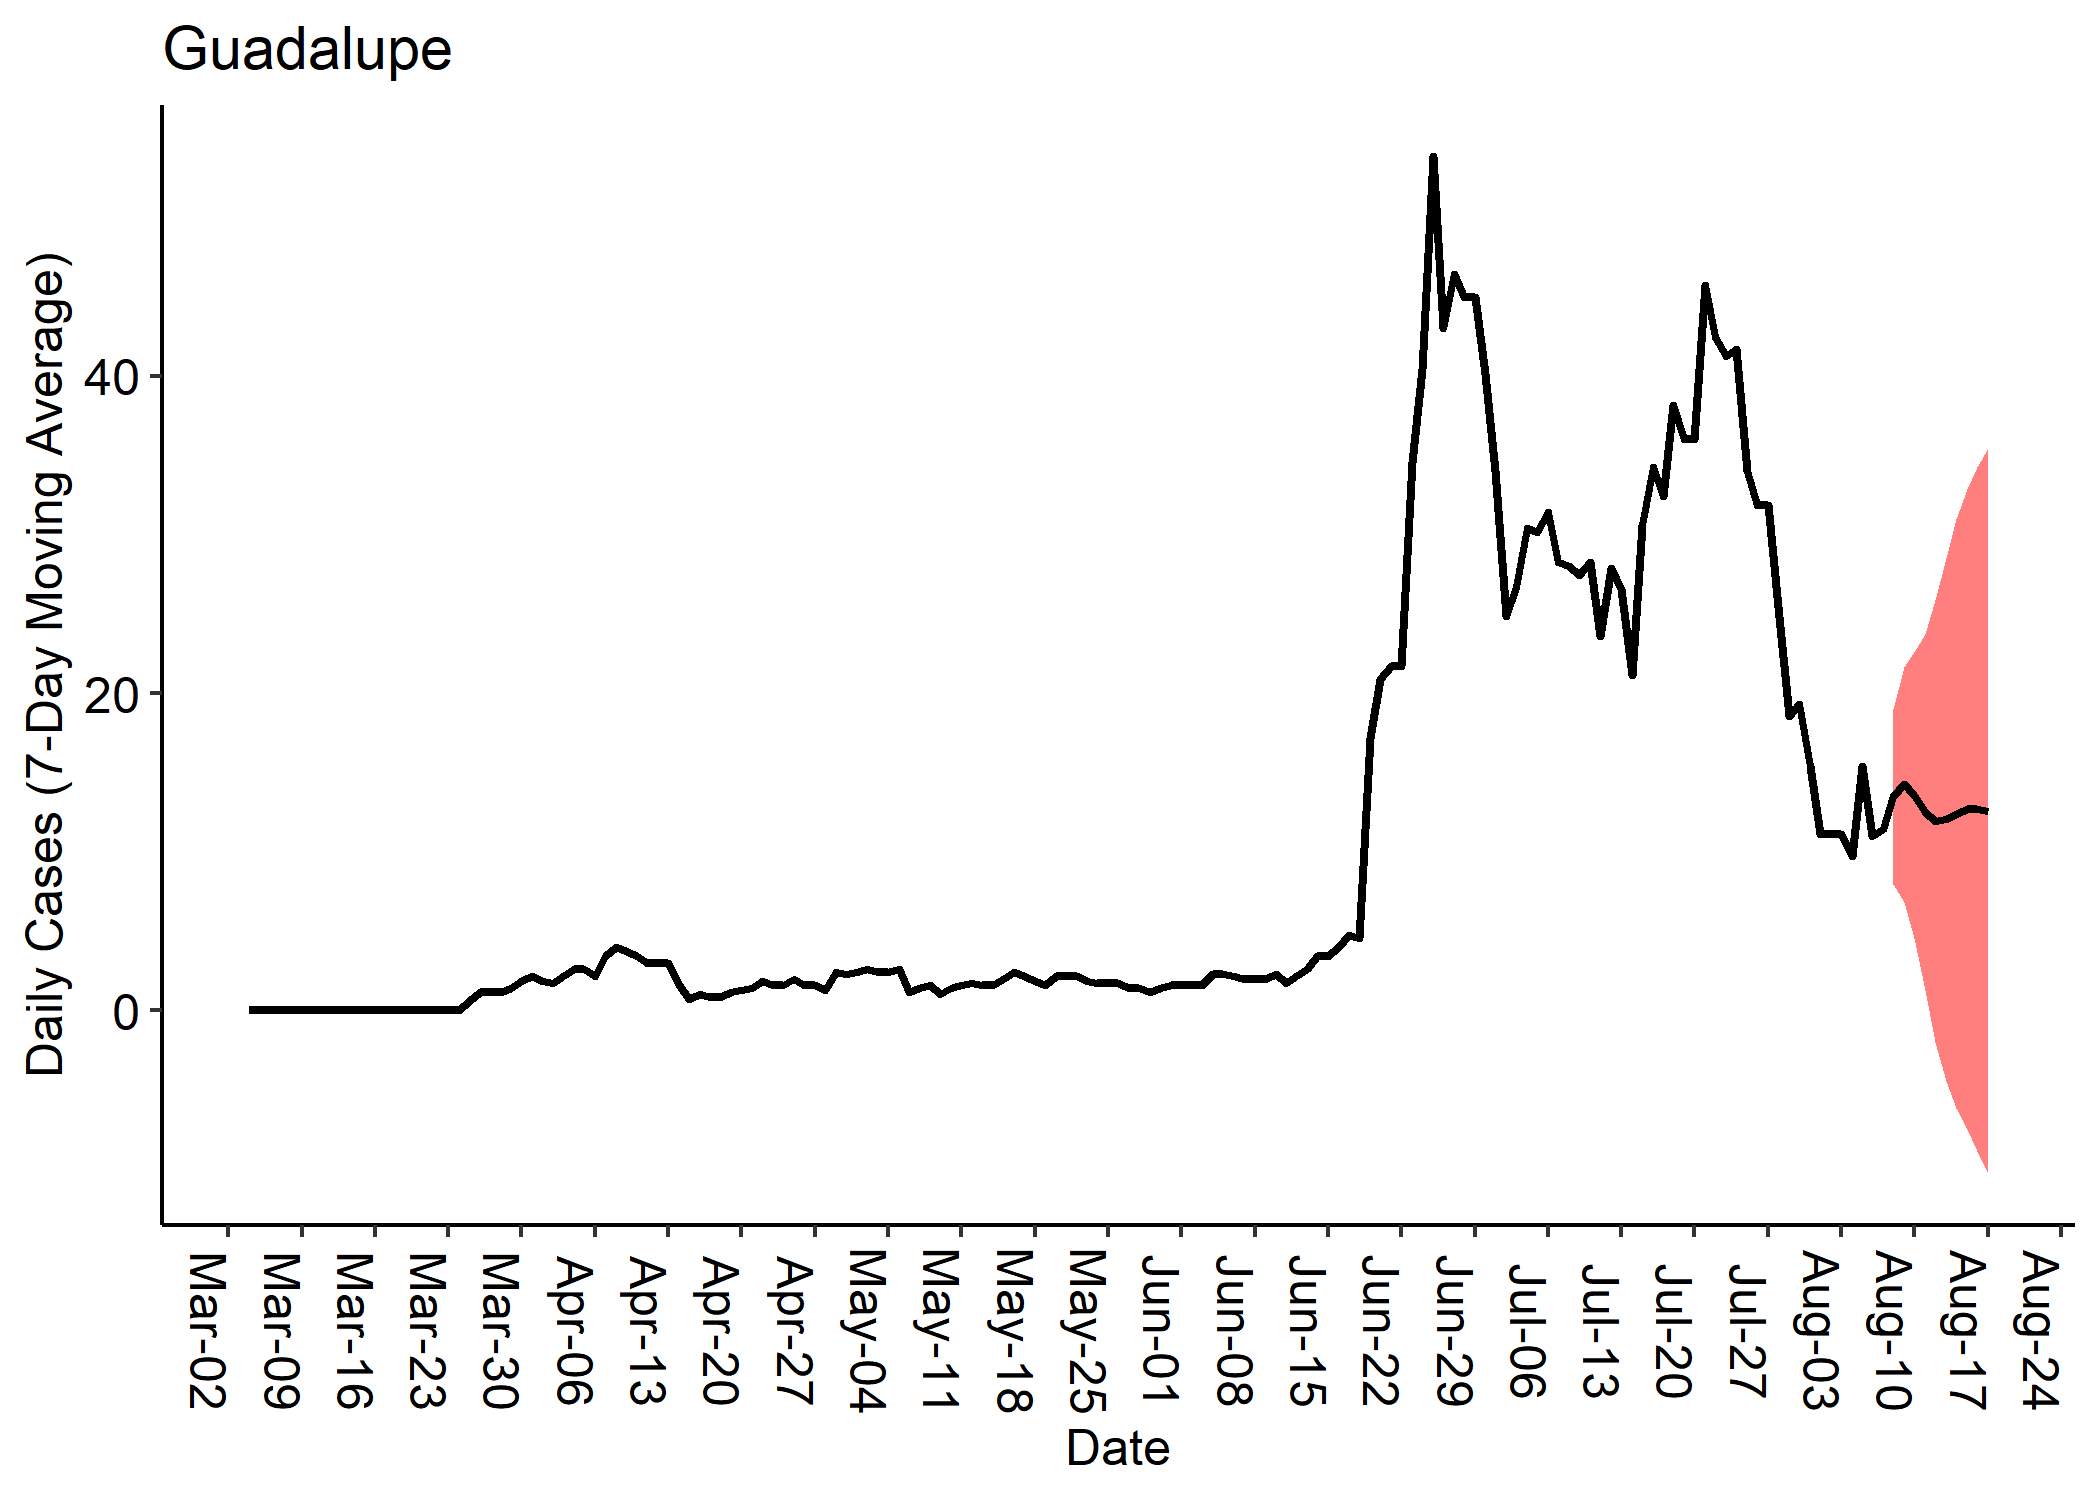 Guadalupe
Daily Cases (7-Day Moving Average)
40
20
0
Mar-02
Mar-09
Mar-16
Mar-23
Mar-30
Apr-06
Apr-13
Apr-20
Apr-27
May-04
May-11
May-18
May-25
Jun-01
Jun-08
Jun-15
Jun-22
Jun-29
Jul-06
Jul-13
Jul-20
Jul-27
Aug-03
Aug-10
Aug-17
Aug-24
Date